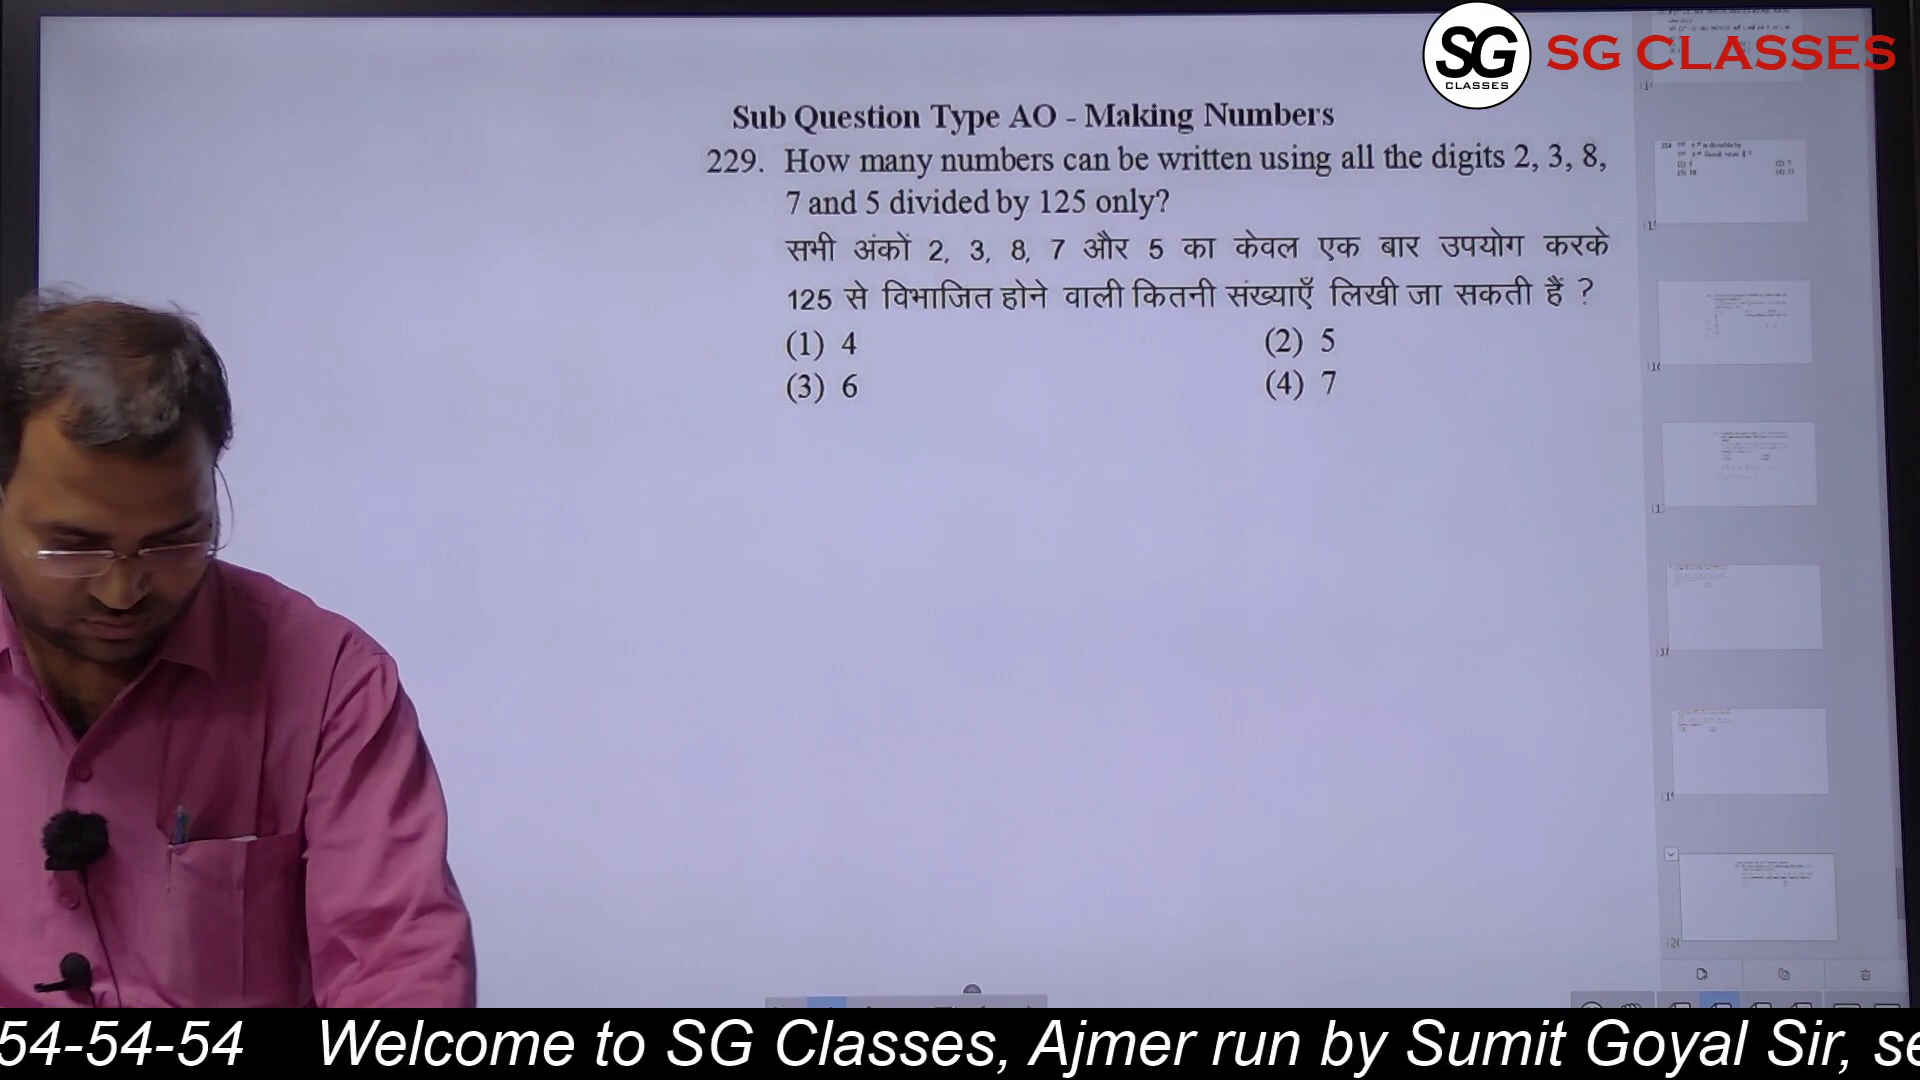 SG
CLASSES
SG CLASSES
Sub Question Type AO - Making Numbers
229. How many numbers can be written using all the digits 2, 3, 8,
7 and 5 divided by 125 only?
सभी अंकों 2, 3, 8, 7 और 5 का केवल एक बार उपयोग करके
125 से विभाजित होने वाली कितनी संख्याएँ लिखी जा सकती हैं ?
(1) 4 (2) 5
(3) 6 (4) 7
54-54-54 Welcome to SG Classes, Ajmer run by Sumit Goyal Sir, se